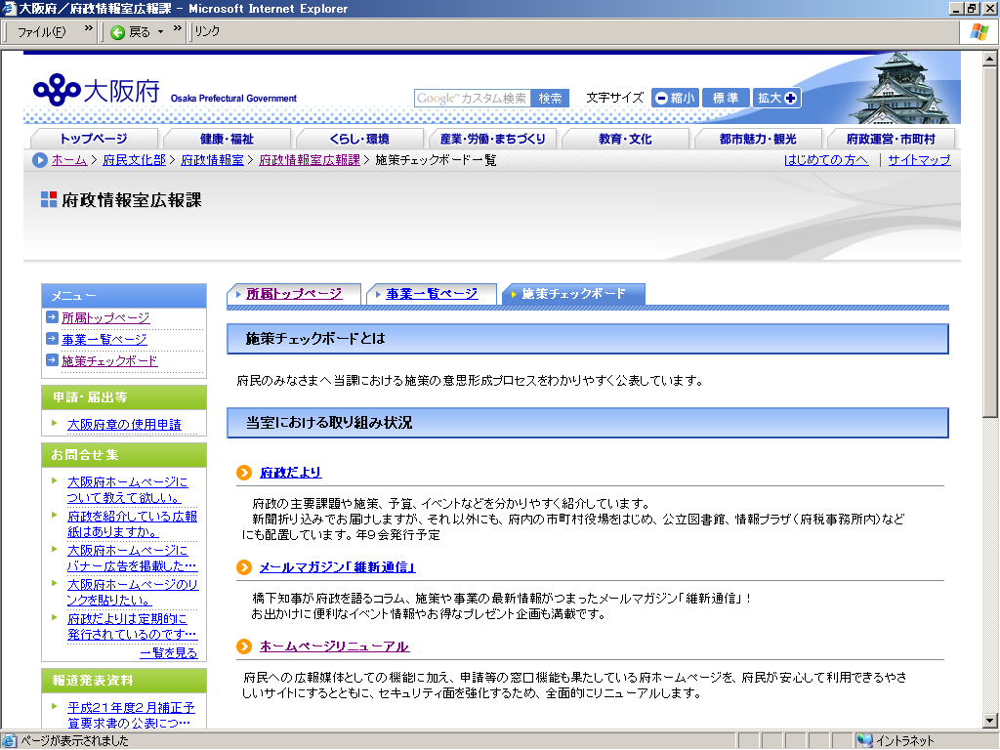 大阪府／府政情報室広報課 - Microsoft Internet Explorer
ファイル(F) » 戻る » リンク
大阪府 Osaka Prefectural Government
Google™カスタム検索 検索 文字サイズ 縮小 標準 拡大
トップページ 健康・福祉 くらし・環境 産業・労働・まちづくり 教育・文化 都市魅力・観光 府政運営・市町村
ホーム > 府民文化部> 府政情報室 > 府政情報室広報課 > 施策チェックボード一覧 はじめての方へ | サイトマップ
府政情報室広報課
メニュー
所属トップページ
事業一覧ページ
施策チェックボード
申請・届出等
大阪府章の使用申請
お問合せ集
大阪府ホームページに
ついて教えて欲しい。
府政を紹介している広報
紙はありますか。
大阪府ホームページに
バナー広告を掲載した…
大阪府ホームページのリ
ンクを貼りたい。
府政だよりは定期的に
発行されているのです…
一覧を見る
報道発表資料
平成21年度2月補正予
算要求書の公表につ…
所属トップページ 事業一覧ページ 施策チェックボード
施策チェックボードとは
府民のみなさまへ当課における施策の意思形成プロセスをわかりやすく公表しています。
当室における取り組み状況
府政だより
府政の主要課題や施策、予算、イベントなどを分かりやすく紹介しています。
新聞折り込みでお届けしますが、それ以外にも、府内の市町村役場をはじめ、公立図書館、情報プラザ（府税事務所内）など
にも配置しています。年９会発行予定
メールマガジン「維新通信」
橋下知事が府政を語るコラム、施策や事業の最新情報がつまったメールマガジン「維新通信」！
お出かけに便利なイベント情報やお得なプレゼント企画も満載です。
ホームページリニューアル
府民への広報媒体としての機能に加え、申請等の窓口機能も果たしている府ホームページを、府民が安心して利用できるやさ
しいサイトにするとともに、セキュリティ面を強化するため、全面的にリニューアルします。
ページが表示されました イントラネット